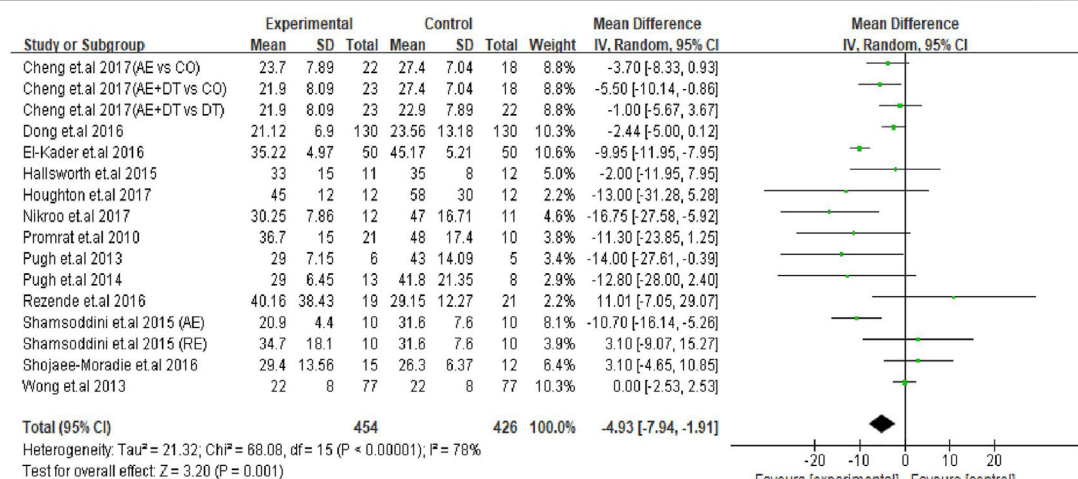 Experimental Control Mean Difference Mean Difference
Study or Subgroup Mean SD Total Mean SD Total Weight IV, Random, 95% CI IV, Random, 95% CI
Cheng et.al 2017(AE vs CO) 23.7 7.89 22 27.4 7.04 18 8.8% -3.70 [-8.33, 0.93]
Cheng et.al 2017(AE+DT vs CO) 21.9 8.09 23 27.4 7.04 18 8.8% -5.50 [-10.14, -0.86]
Cheng et.al 2017(AE+DT vs DT) 21.9 8.09 23 22.9 7.89 22 8.8% -1.00 [-5.67, 3.67]
Dong et.al 2016 21.12 6.9 130 23.56 13.18 130 10.3% -2.44 [-5.00, 0.12]
El-Kader et.al 2016 35.22 4.97 50 45.17 5.21 50 10.6% -9.95 [-11.95, -7.95]
Hallsworth et.al 2015 33 15 11 35 8 12 5.0% -2.00 [-11.95, 7.95]
Houghton et.al 2017 45 12 12 58 30 12 2.2% -13.00 [-31.28, 5.28]
Nikroo et.al 2017 30.25 7.86 12 47 16.71 11 4.6% -16.75 [-27.58, -5.92]
Promrat et.al 2010 36.7 15 21 48 17.4 10 3.8% -11.30 [-23.85, 1.25]
Pugh et.al 2013 29 7.15 6 43 14.09 5 3.4% -14.00 [-27.61, -0.39]
Pugh et.al 2014 29 6.45 13 41.8 21.35 8 2.9% -12.80 [-28.00, 2.40]
Rezende et.al 2016 40.16 38.43 19 29.15 12.27 21 2.2% 11.01 [-7.05, 29.07]
Shamsoddini et.al 2015 (AE) 20.9 4.4 10 31.6 7.6 10 8.1% -10.70 [-16.14, -5.26]
Shamsoddini et.al 2015 (RE) 34.7 18.1 10 31.6 7.6 10 3.9% 3.10 [-9.07, 15.27]
Shojaee-Moradie et.al 2016 29.4 13.56 15 26.3 6.37 12 6.4% 3.10 [-4.65, 10.85]
Wong et.al 2013 22 8 77 22 8 77 10.3% 0.00 [-2.53, 2.53]
Total (95% CI) 454 426 100.0% -4.93 [-7.94, -1.91]
Heterogeneity: Tau² = 21.32; Chi² = 68.08, df = 15 (P < 0.00001); I² = 78%
Test for overall effect: Z = 3.20 (P = 0.001)
-20 -10 0 10 20
Favours [experimental] Favours [control]